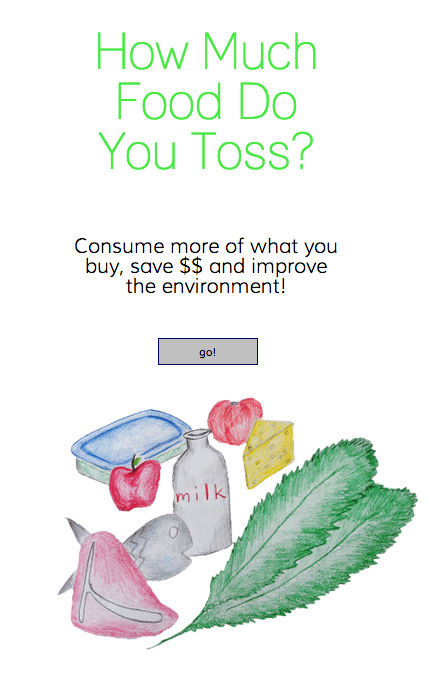 How Much
Food Do
You Toss?
Consume more of what you
buy, save $$ and improve
the environment!
go!
milk